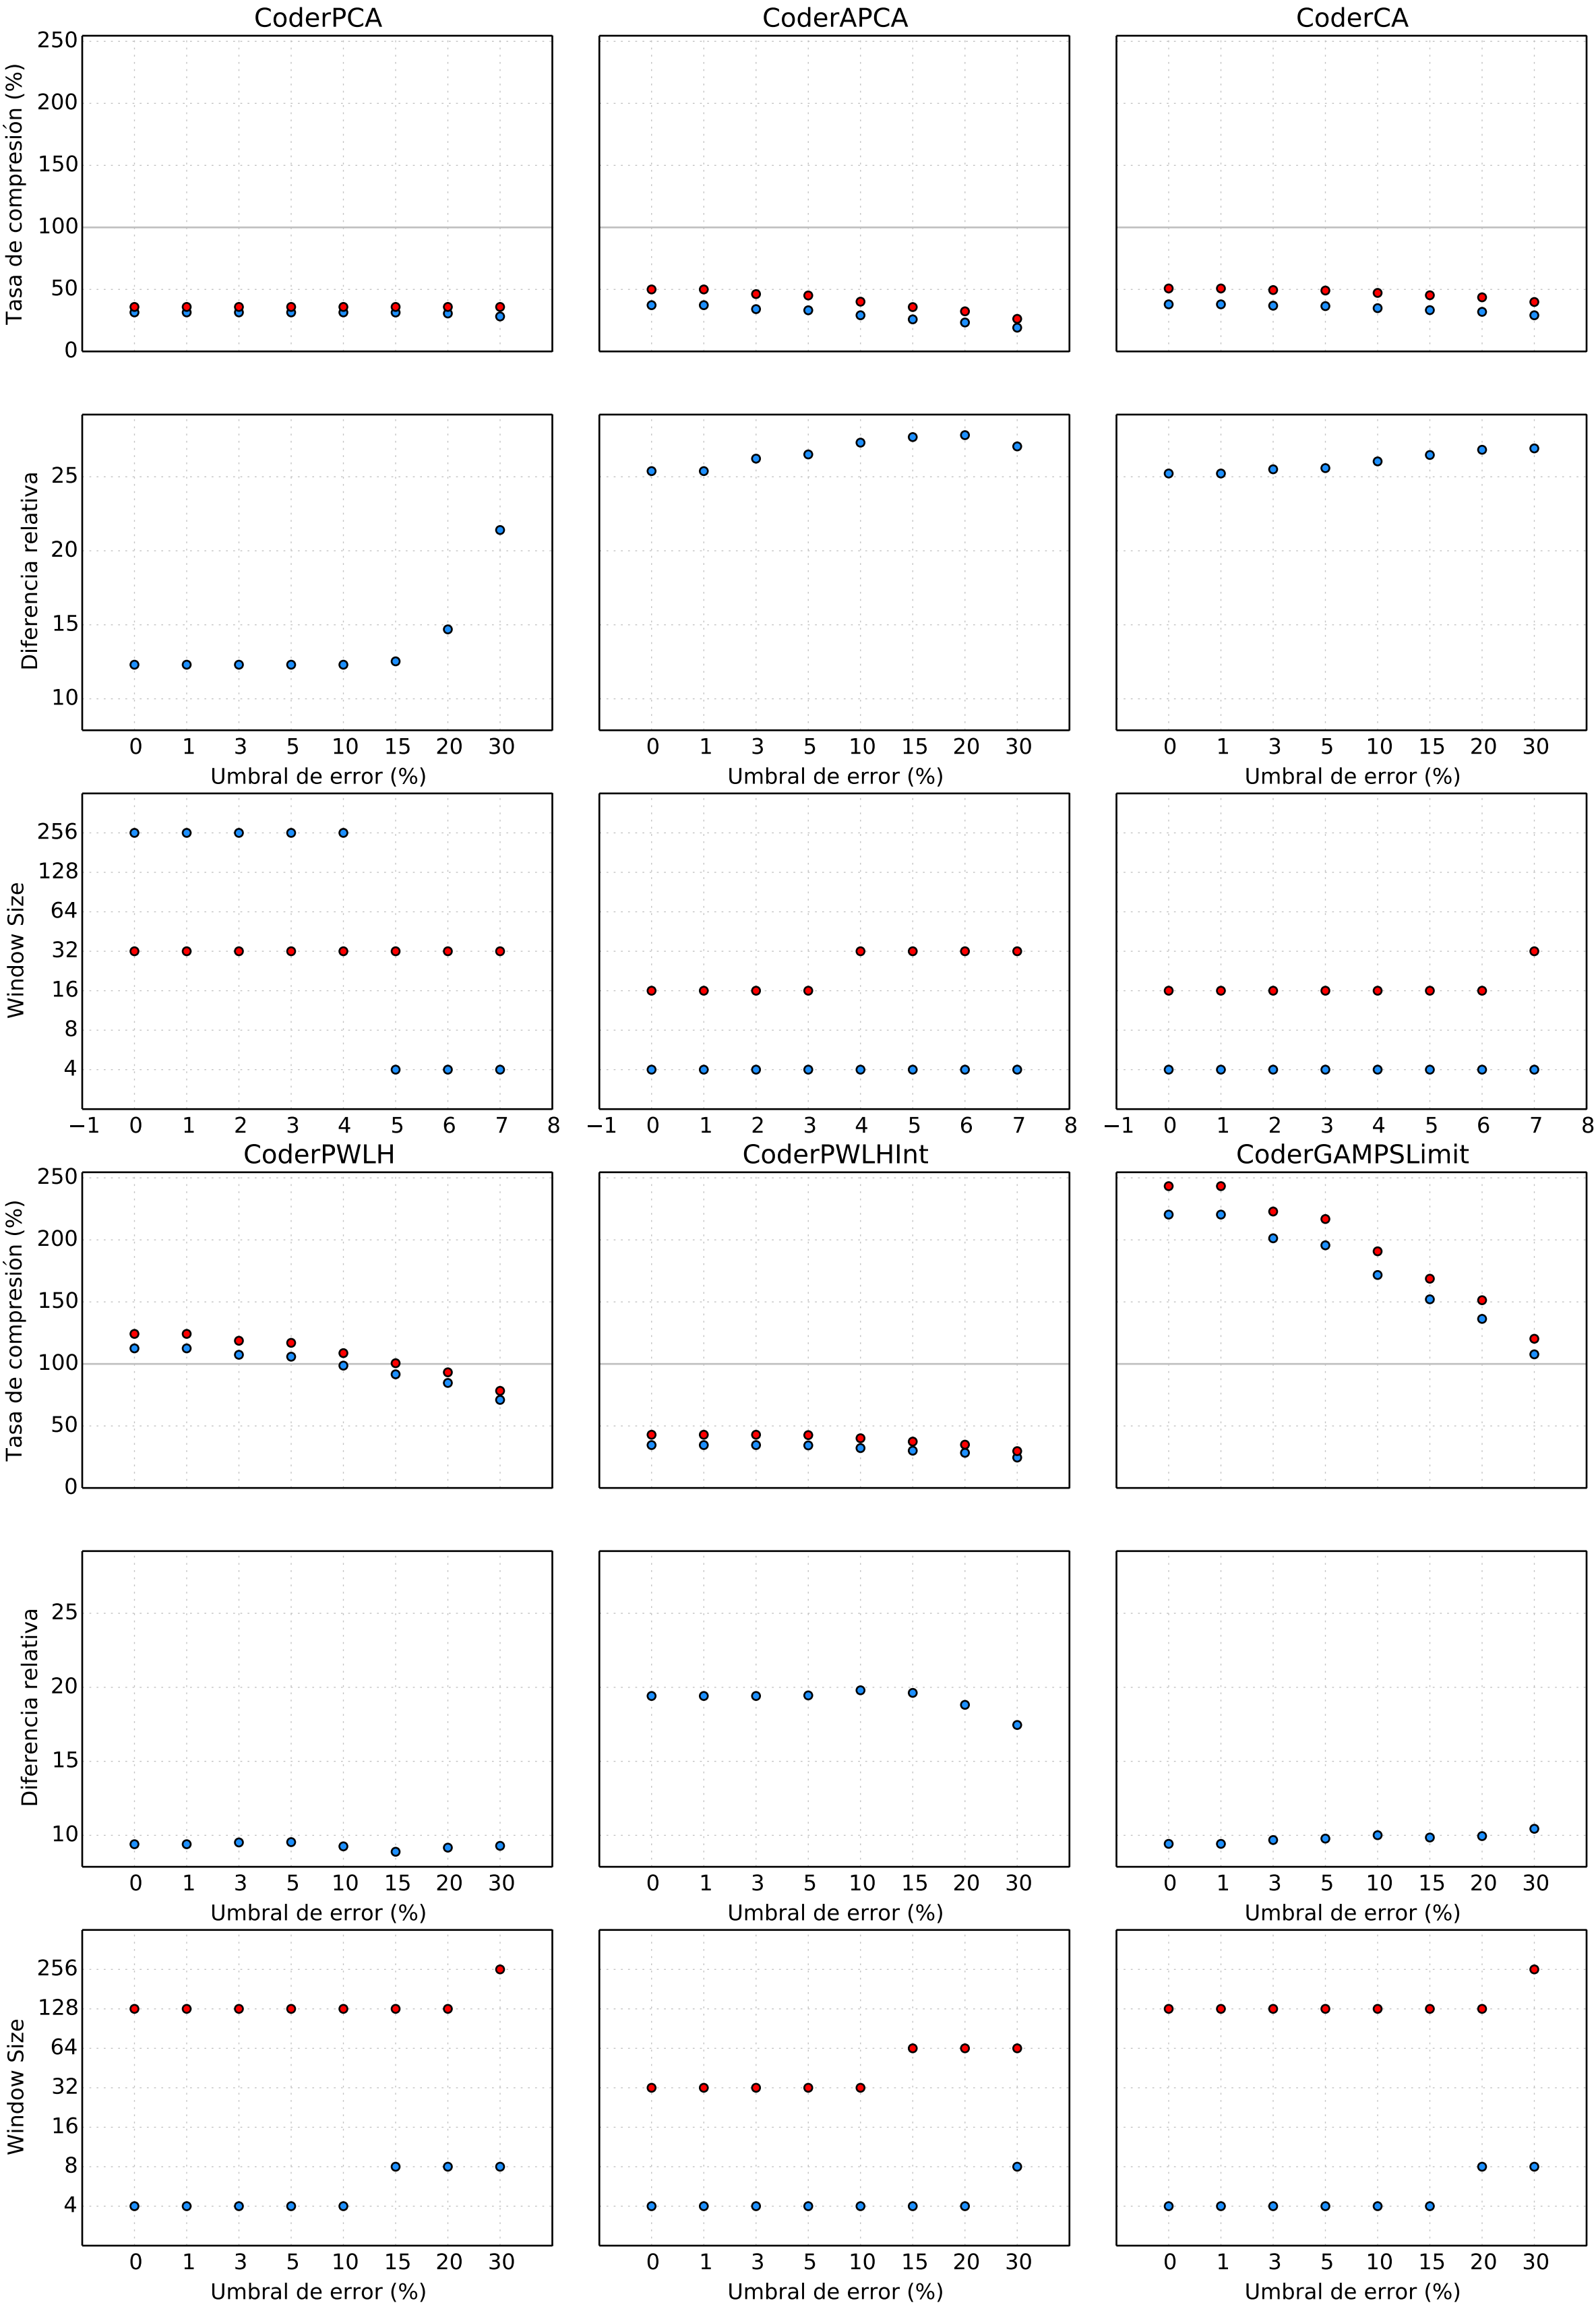 CoderPCA CoderAPCA CoderCA
Tasa de compresión (%)
250
200
150
100
50
0
Diferencia relativa
25
20
15
10
0 1 3 5 10 15 20 30 0 1 3 5 10 15 20 30 0 1 3 5 10 15 20 30
Umbral de error (%) Umbral de error (%) Umbral de error (%)
Window Size
256
128
64
32
16
8
4
−1 0 1 2 3 4 5 6 7 8 −1 0 1 2 3 4 5 6 7 8 −1 0 1 2 3 4 5 6 7 8
CoderPWLH CoderPWLHInt CoderGAMPSLimit
Tasa de compresión (%)
250
200
150
100
50
0
Diferencia relativa
25
20
15
10
0 1 3 5 10 15 20 30 0 1 3 5 10 15 20 30 0 1 3 5 10 15 20 30
Umbral de error (%) Umbral de error (%) Umbral de error (%)
Window Size
256
128
64
32
16
8
4
0 1 3 5 10 15 20 30 0 1 3 5 10 15 20 30 0 1 3 5 10 15 20 30
Umbral de error (%) Umbral de error (%) Umbral de error (%)